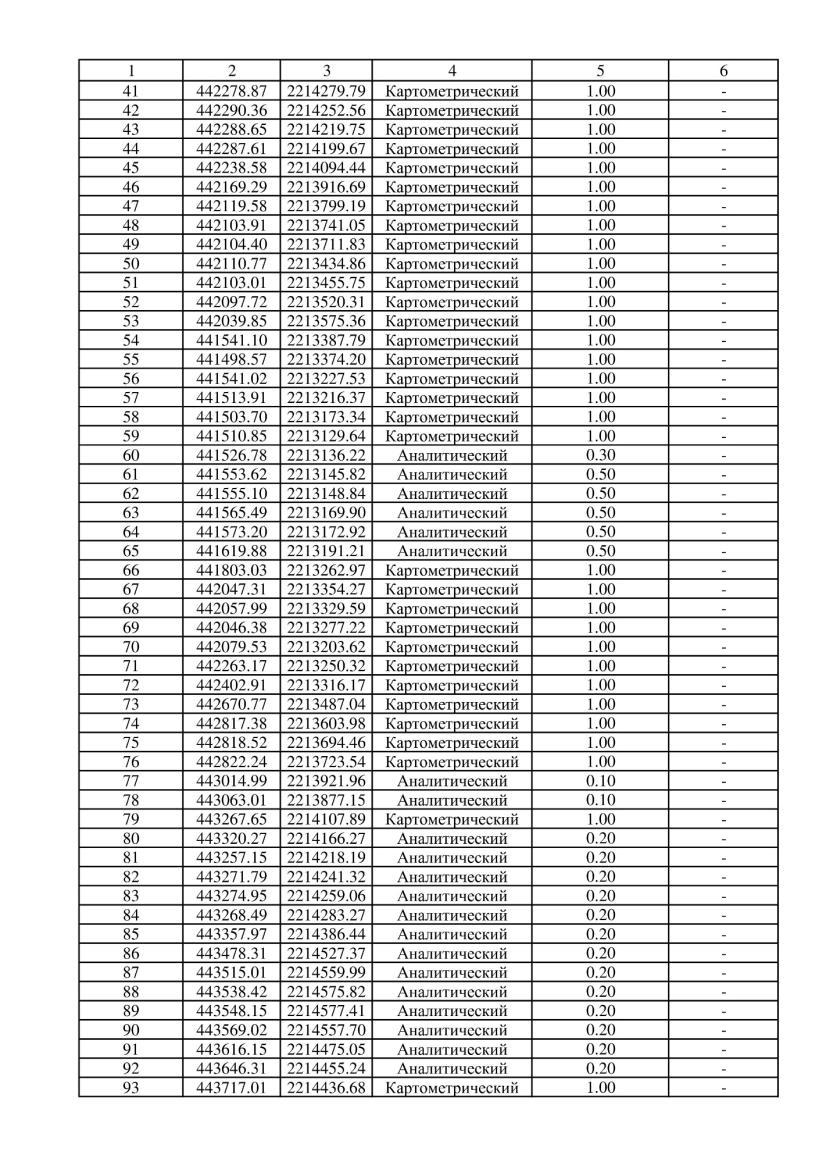 1 2 3 4 5 6
41 442278.87 2214279.79 Картометрический 1.00 -
42 442290.36 2214252.56 Картометрический 1.00 -
43 442288.65 2214219.75 Картометрический 1.00 -
44 442287.61 2214199.67 Картометрический 1.00 -
45 442238.58 2214094.44 Картометрический 1.00 -
46 442169.29 2213916.69 Картометрический 1.00 -
47 442119.58 2213799.19 Картометрический 1.00 -
48 442103.91 2213741.05 Картометрический 1.00 -
49 442104.40 2213711.83 Картометрический 1.00 -
50 442110.77 2213434.86 Картометрический 1.00 -
51 442103.01 2213455.75 Картометрический 1.00 -
52 442097.72 2213520.31 Картометрический 1.00 -
53 442039.85 2213575.36 Картометрический 1.00 -
54 441541.10 2213387.79 Картометрический 1.00 -
55 441498.57 2213374.20 Картометрический 1.00 -
56 441541.02 2213227.53 Картометрический 1.00 -
57 441513.91 2213216.37 Картометрический 1.00 -
58 441503.70 2213173.34 Картометрический 1.00 -
59 441510.85 2213129.64 Картометрический 1.00 -
60 441526.78 2213136.22 Аналитический 0.30 -
61 441553.62 2213145.82 Аналитический 0.50 -
62 441555.10 2213148.84 Аналитический 0.50 -
63 441565.49 2213169.90 Аналитический 0.50 -
64 441573.20 2213172.92 Аналитический 0.50 -
65 441619.88 2213191.21 Аналитический 0.50 -
66 441803.03 2213262.97 Картометрический 1.00 -
67 442047.31 2213354.27 Картометрический 1.00 -
68 442057.99 2213329.59 Картометрический 1.00 -
69 442046.38 2213277.22 Картометрический 1.00 -
70 442079.53 2213203.62 Картометрический 1.00 -
71 442263.17 2213250.32 Картометрический 1.00 -
72 442402.91 2213316.17 Картометрический 1.00 -
73 442670.77 2213487.04 Картометрический 1.00 -
74 442817.38 2213603.98 Картометрический 1.00 -
75 442818.52 2213694.46 Картометрический 1.00 -
76 442822.24 2213723.54 Картометрический 1.00 -
77 443014.99 2213921.96 Аналитический 0.10 -
78 443063.01 2213877.15 Аналитический 0.10 -
79 443267.65 2214107.89 Картометрический 1.00 -
80 443320.27 2214166.27 Аналитический 0.20 -
81 443257.15 2214218.19 Аналитический 0.20 -
82 443271.79 2214241.32 Аналитический 0.20 -
83 443274.95 2214259.06 Аналитический 0.20 -
84 443268.49 2214283.27 Аналитический 0.20 -
85 443357.97 2214386.44 Аналитический 0.20 -
86 443478.31 2214527.37 Аналитический 0.20 -
87 443515.01 2214559.99 Аналитический 0.20 -
88 443538.42 2214575.82 Аналитический 0.20 -
89 443548.15 2214577.41 Аналитический 0.20 -
90 443569.02 2214557.70 Аналитический 0.20 -
91 443616.15 2214475.05 Аналитический 0.20 -
92 443646.31 2214455.24 Аналитический 0.20 -
93 443717.01 2214436.68 Картометрический 1.00 -